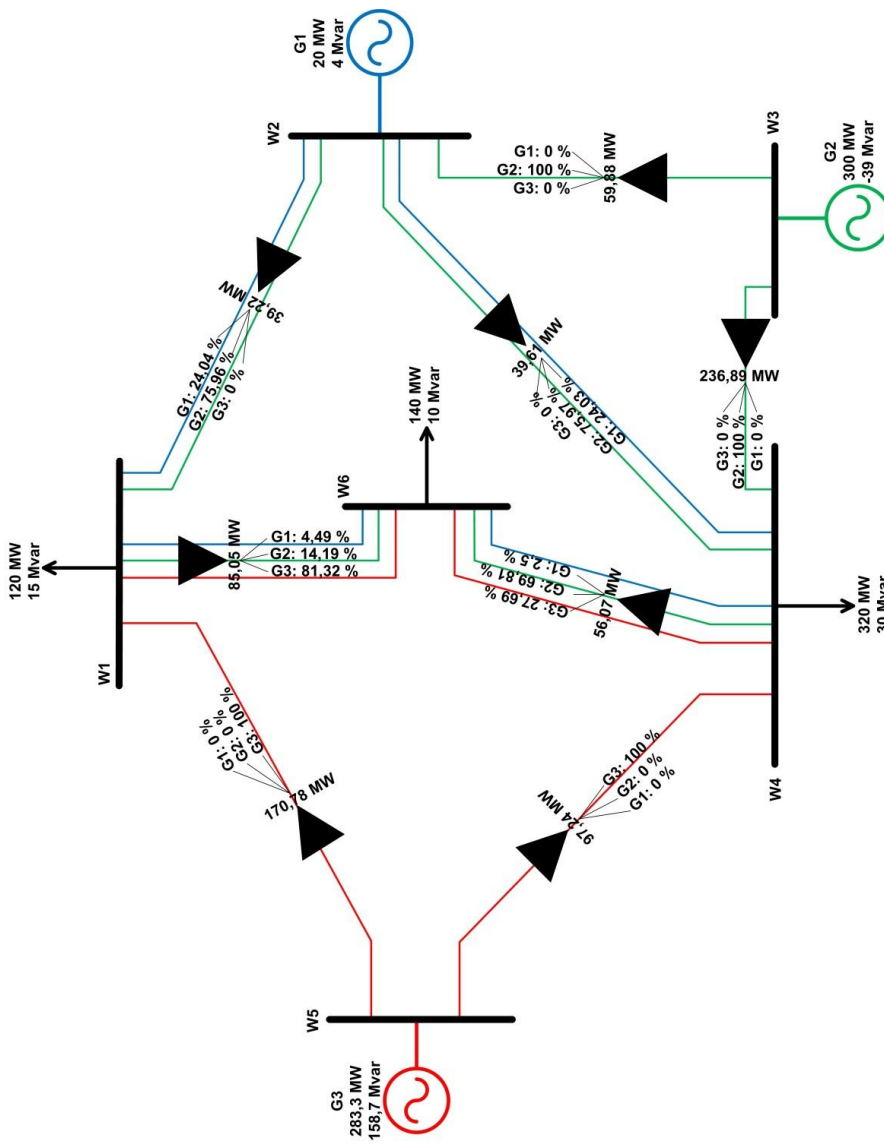 G1
20 MW
4 Mvar
W2
G1: 0 %
G2: 100 %
G3: 0 %
59,88 MW
W3
G2
300 MW
-39 Mvar
39,22 MW
G1: 24,04 %
G2: 75,96 %
G3: 0 %
39,61 MW
G3: 0 %
G2: 75,97 %
G1: 24,03 %
236,89 MW
G3: 0 %
G2: 100 %
G1: 0 %
140 MW
10 Mvar
W6
120 MW
15 Mvar
W1
85,05 MW
G1: 4,49 %
G2: 14,19 %
G3: 81,32 %
G1: 2,5 %
G2: 69,81 %
G3: 27,69 %
56,07 MW
320 MW
30 Mvar
W4
G1: 0 %
G2: 0 %
G3: 100 %
170,78 MW
G3: 100 %
G2: 0 %
G1: 0 %
97,24 MW
W5
G3
283,3 MW
158,7 Mvar